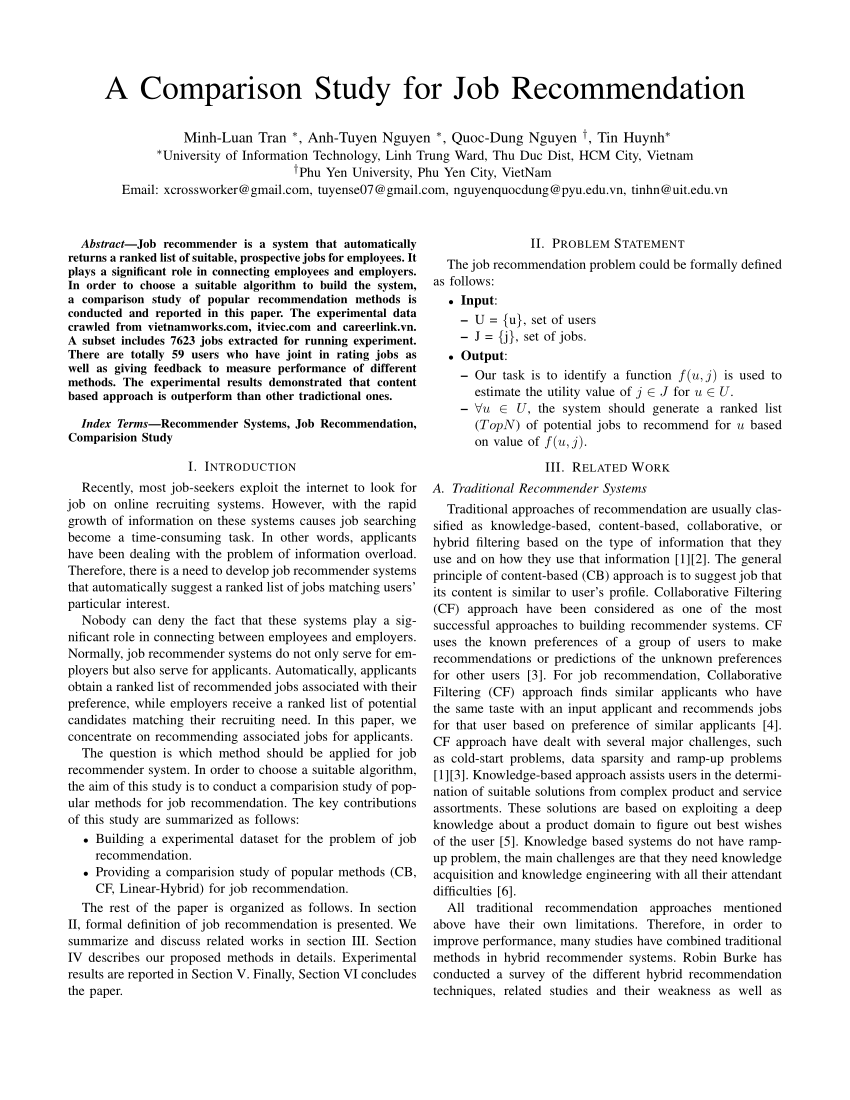 A Comparison Study for Job Recommendation
Minh-Luan Tran *, Anh-Tuyen Nguyen *, Quoc-Dung Nguyen †, Tin Huynh*
*University of Information Technology, Linh Trung Ward, Thu Duc Dist, HCM City, Vietnam
†Phu Yen University, Phu Yen City, VietNam
Email: xcrossworker@gmail.com, tuyense07@gmail.com, nguyenquocdung@pyu.edu.vn, tinhn@uit.edu.vn
Abstract—Job recommender is a system that automatically
returns a ranked list of suitable, prospective jobs for employees. It
plays a significant role in connecting employees and employers.
In order to choose a suitable algorithm to build the system,
a comparison study of popular recommendation methods is
conducted and reported in this paper. The experimental data
crawled from vietnamworks.com, itviec.com and careerlink.vn.
A subset includes 7623 jobs extracted for running experiment.
There are totally 59 users who have joint in rating jobs as
well as giving feedback to measure performance of different
methods. The experimental results demonstrated that content
based approach is outperform than other tradictional ones.
Index Terms—Recommender Systems, Job Recommendation,
Comparision Study
I. INTRODUCTION
Recently, most job-seekers exploit the internet to look for
job on online recruiting systems. However, with the rapid
growth of information on these systems causes job searching
become a time-consuming task. In other words, applicants
have been dealing with the problem of information overload.
Therefore, there is a need to develop job recommender systems
that automatically suggest a ranked list of jobs matching users'
particular interest.
Nobody can deny the fact that these systems play a sig-
nificant role in connecting between employees and employers.
Normally, job recommender systems do not only serve for em-
ployers but also serve for applicants. Automatically, applicants
obtain a ranked list of recommended jobs associated with their
preference, while employers receive a ranked list of potential
candidates matching their recruiting need. In this paper, we
concentrate on recommending associated jobs for applicants.
The question is which method should be applied for job
recommender system. In order to choose a suitable algorithm,
the aim of this study is to conduct a comparision study of pop-
ular methods for job recommendation. The key contributions
of this study are summarized as follows:
• Building a experimental dataset for the problem of job
recommendation.
• Providing a comparision study of popular methods (CB,
CF, Linear-Hybrid) for job recommendation.
The rest of the paper is organized as follows. In section
II, formal definition of job recommendation is presented. We
summarize and discuss related works in section III. Section
IV describes our proposed methods in details. Experimental
results are reported in Section V. Finally, Section VI concludes
the paper.
II. PROBLEM STATEMENT
The job recommendation problem could be formally defined
as follows:
• Input:
– U = {u}, set of users
– J = {j}, set of jobs.
• Output:
– Our task is to identify a function f(u, j) is used to
estimate the utility value of j ∈ J for u ∈ U.
– ∀u ∈ U, the system should generate a ranked list
(TopN) of potential jobs to recommend for u based
on value of f(u, j).
III. RELATED WORK
A. Traditional Recommender Systems
Traditional approaches of recommendation are usually clas-
sified as knowledge-based, content-based, collaborative, or
hybrid filtering based on the type of information that they
use and on how they use that information [1][2]. The general
principle of content-based (CB) approach is to suggest job that
its content is similar to user's profile. Collaborative Filtering
(CF) approach have been considered as one of the most
successful approaches to building recommender systems. CF
uses the known preferences of a group of users to make
recommendations or predictions of the unknown preferences
for other users [3]. For job recommendation, Collaborative
Filtering (CF) approach finds similar applicants who have
the same taste with an input applicant and recommends jobs
for that user based on preference of similar applicants [4].
CF approach have dealt with several major challenges, such
as cold-start problems, data sparsity and ramp-up problems
[1][3]. Knowledge-based approach assists users in the determi-
nation of suitable solutions from complex product and service
assortments. These solutions are based on exploiting a deep
knowledge about a product domain to figure out best wishes
of the user [5]. Knowledge based systems do not have ramp-
up problem, the main challenges are that they need knowledge
acquisition and knowledge engineering with all their attendant
difficulties [6].
All traditional recommendation approaches mentioned
above have their own limitations. Therefore, in order to
improve performance, many studies have combined traditional
methods in hybrid recommender systems. Robin Burke has
conducted a survey of the different hybrid recommendation
techniques, related studies and their weakness as well as